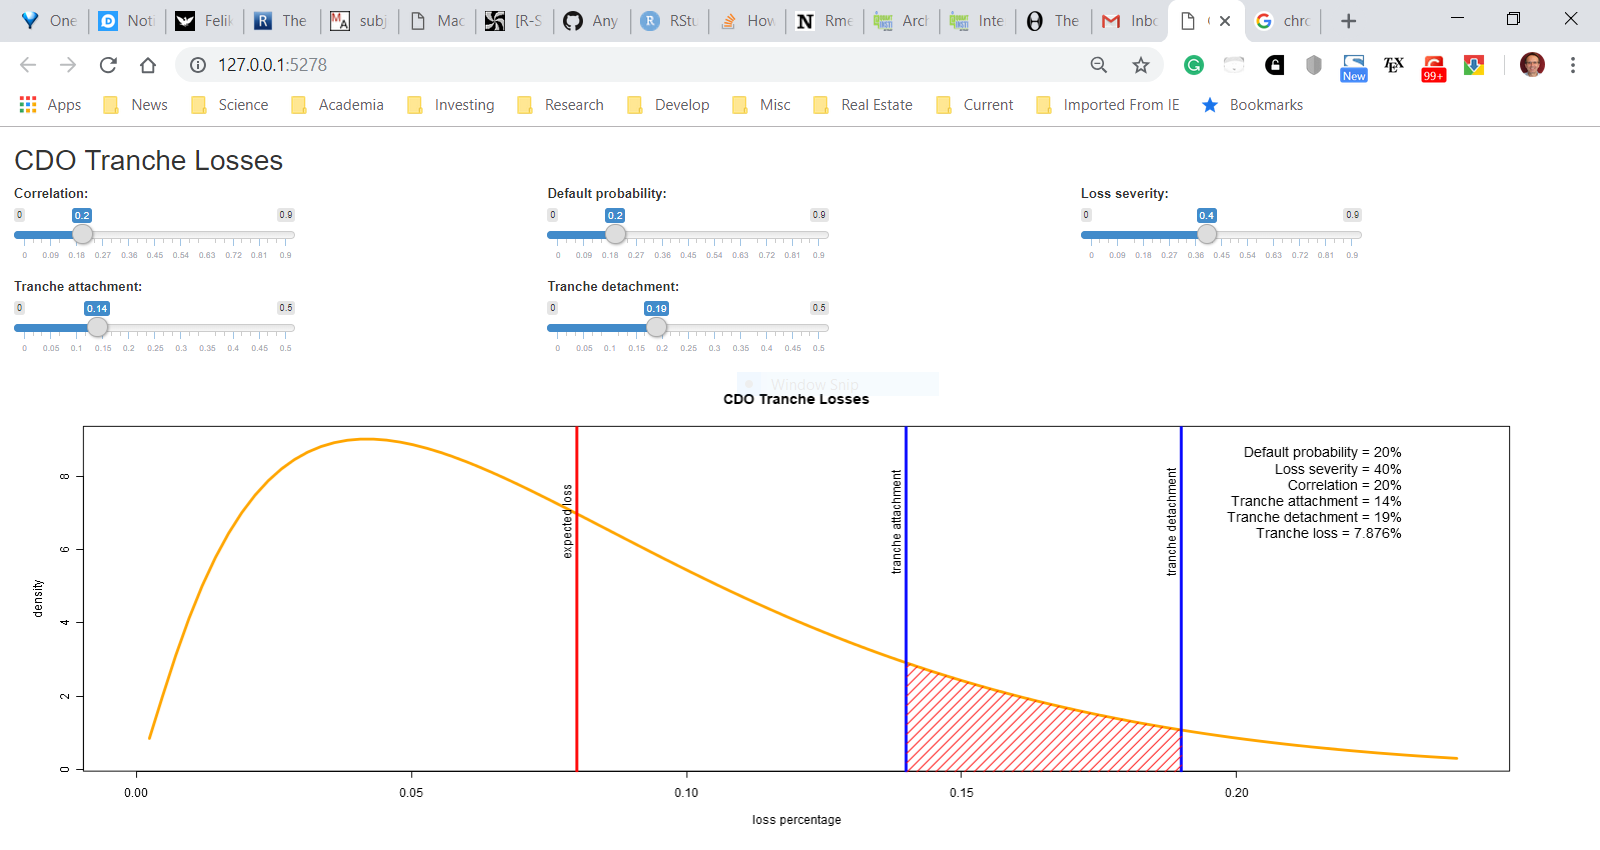 One
Noti
Felik
The
subj
Mac
[R-S
Any
RStu
How
Rme
Arch
Inte
The
Inbo
chro
127.0.0.1:5278
New
TEX
99+
Apps
News
Science
Academia
Investing
Research
Develop
Misc
Real Estate
Current
Imported From IE
Bookmarks
CDO Tranche Losses
Correlation:
0 0.2 0.9
0 0.09 0.18 0.27 0.36 0.45 0.54 0.63 0.72 0.81 0.9
Default probability:
0 0.2 0.9
0 0.09 0.18 0.27 0.36 0.45 0.54 0.63 0.72 0.81 0.9
Loss severity:
0 0.4 0.9
0 0.09 0.18 0.27 0.36 0.45 0.54 0.63 0.72 0.81 0.9
Tranche attachment:
0 0.14 0.5
0 0.05 0.1 0.15 0.2 0.25 0.3 0.35 0.4 0.45 0.5
Tranche detachment:
0 0.19 0.5
0 0.05 0.1 0.15 0.2 0.25 0.3 0.35 0.4 0.45 0.5
Window Snip
CDO Tranche Losses
Default probability = 20%
Loss severity = 40%
Correlation = 20%
Tranche attachment = 14%
Tranche detachment = 19%
Tranche loss = 7.876%
expected loss
tranche attachment
tranche detachment
density
8
6
4
2
0
0.00 0.05 0.10 0.15 0.20
loss percentage